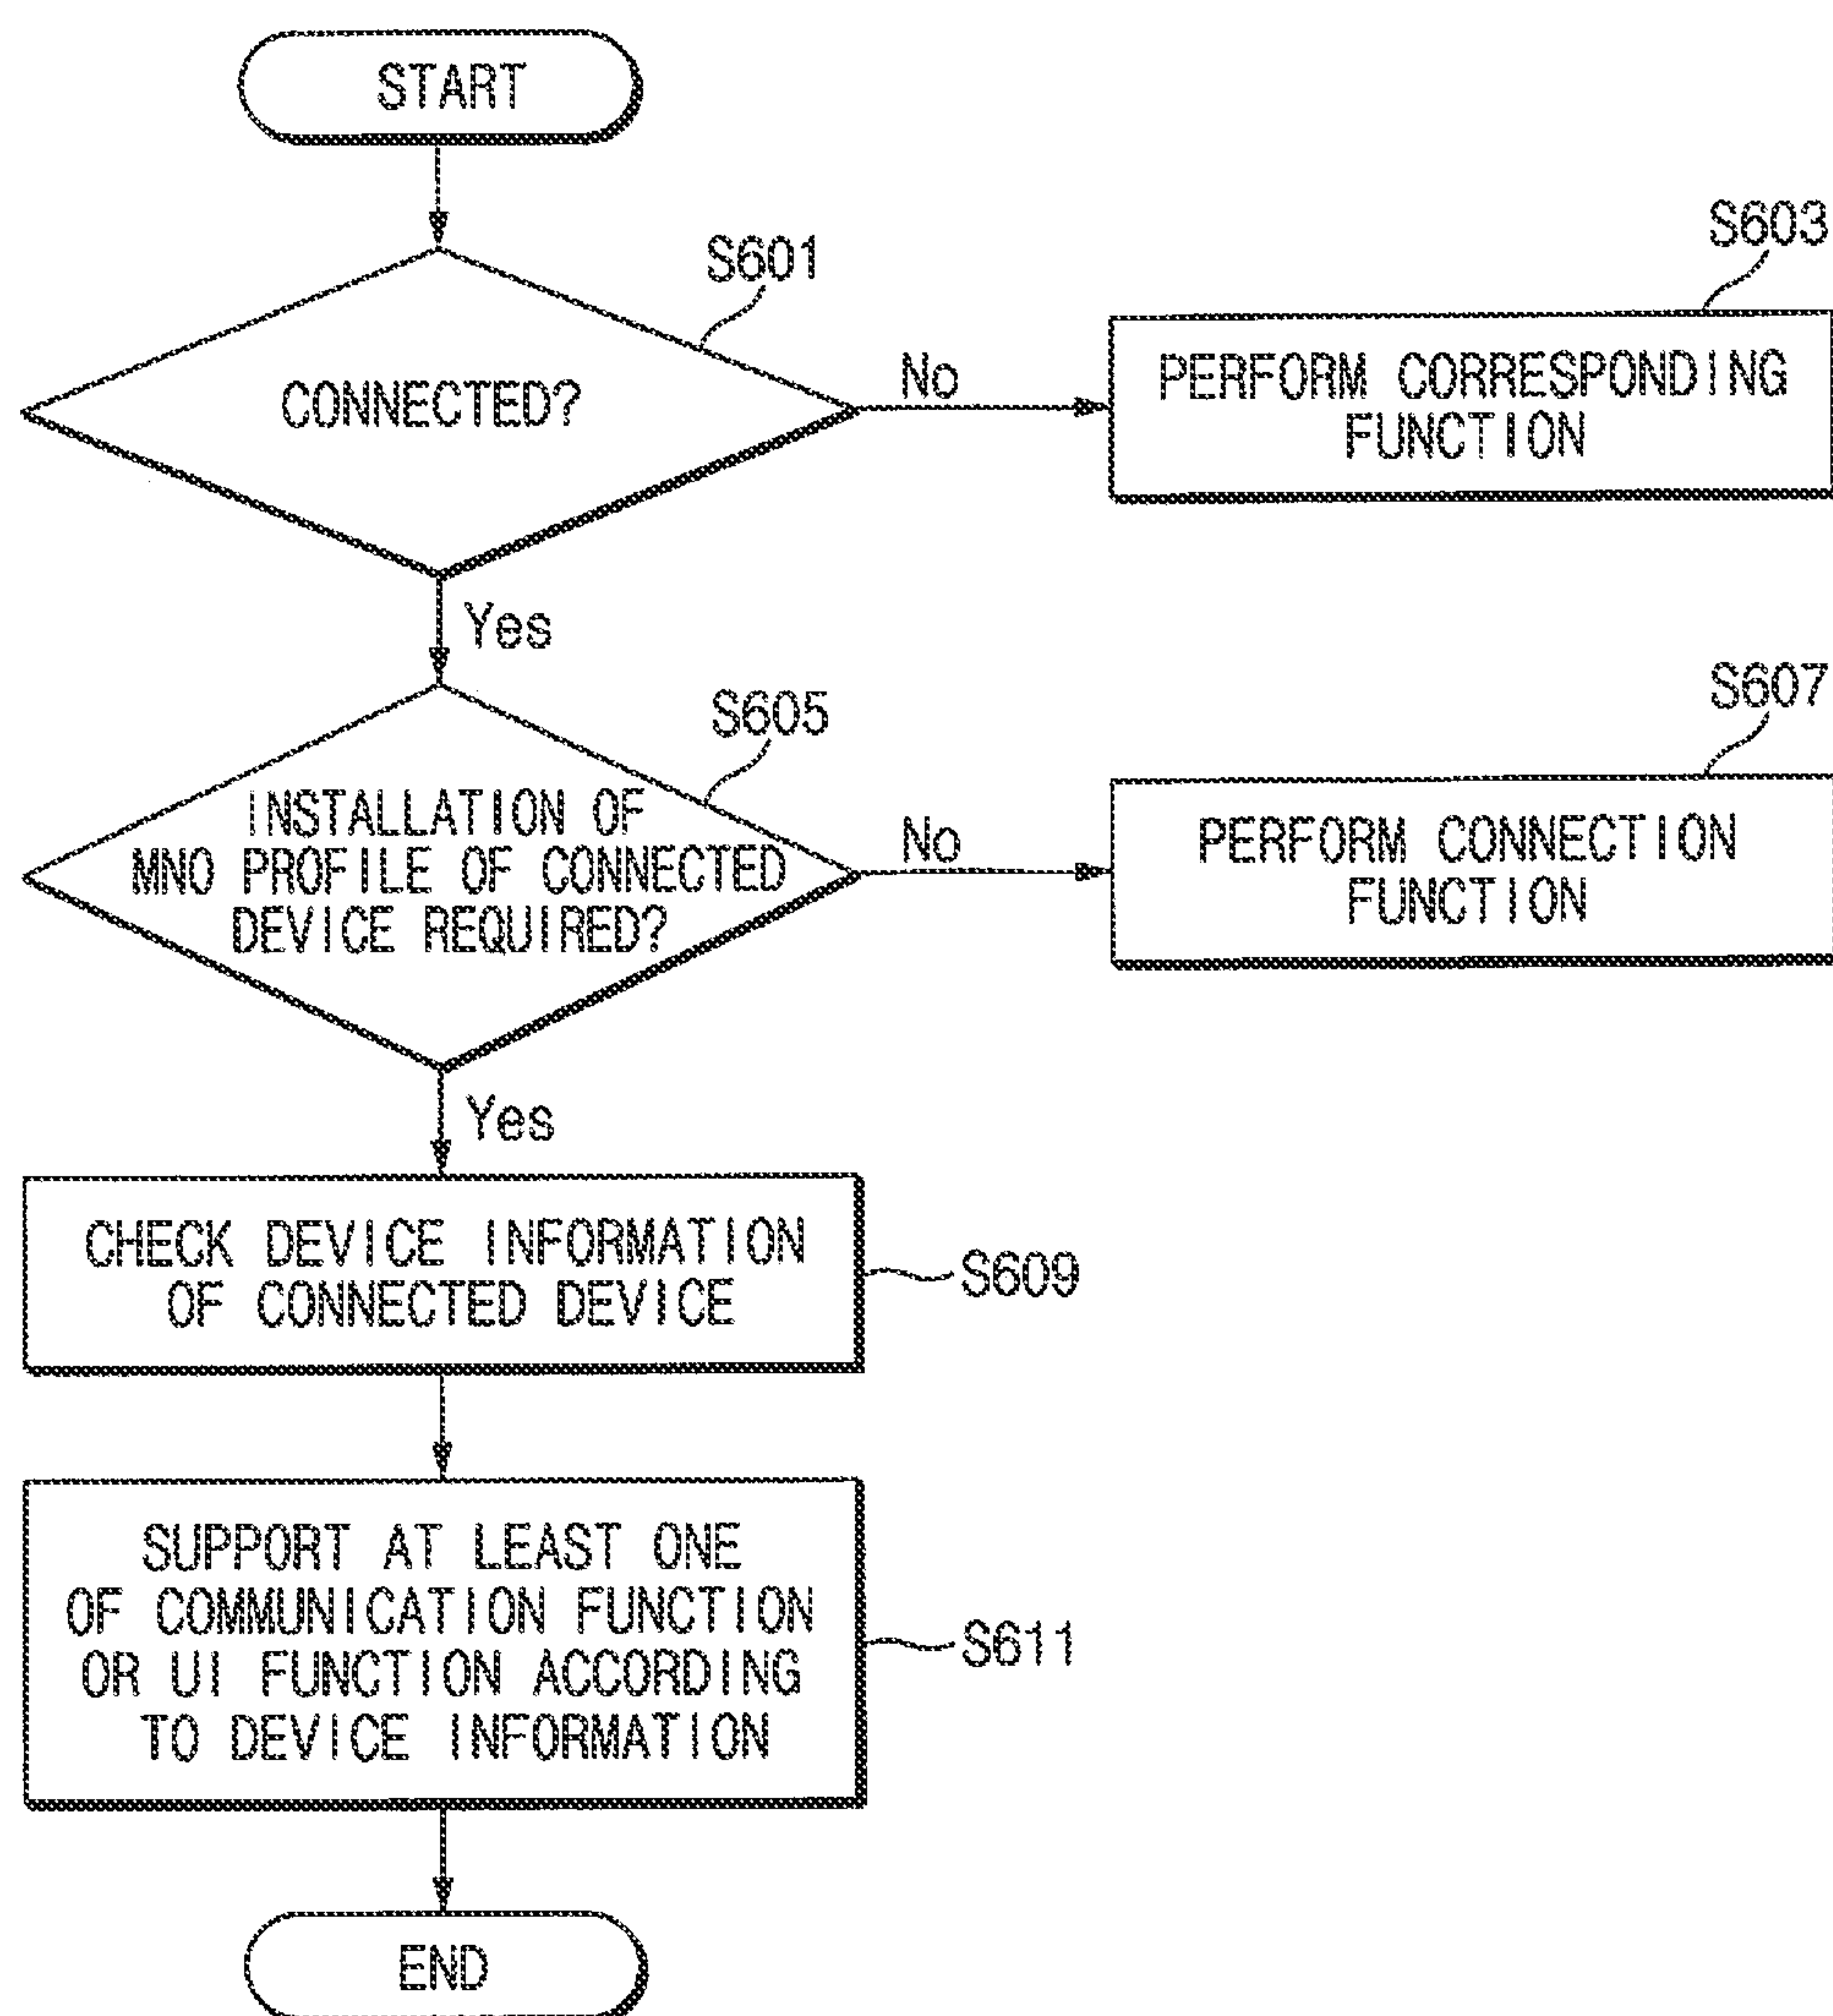 START
S601
S603
CONNECTED?
No
PERFORM CORRESPONDING
FUNCTION
Yes
S605
S607
INSTALLATION OF
MNO PROFILE OF CONNECTED
DEVICE REQUIRED?
No
PERFORM CONNECTION
FUNCTION
Yes
CHECK DEVICE INFORMATION
OF CONNECTED DEVICE
S609
SUPPORT AT LEAST ONE
OF COMMUNICATION FUNCTION
OR UI FUNCTION ACCORDING
TO DEVICE INFORMATION
S611
END